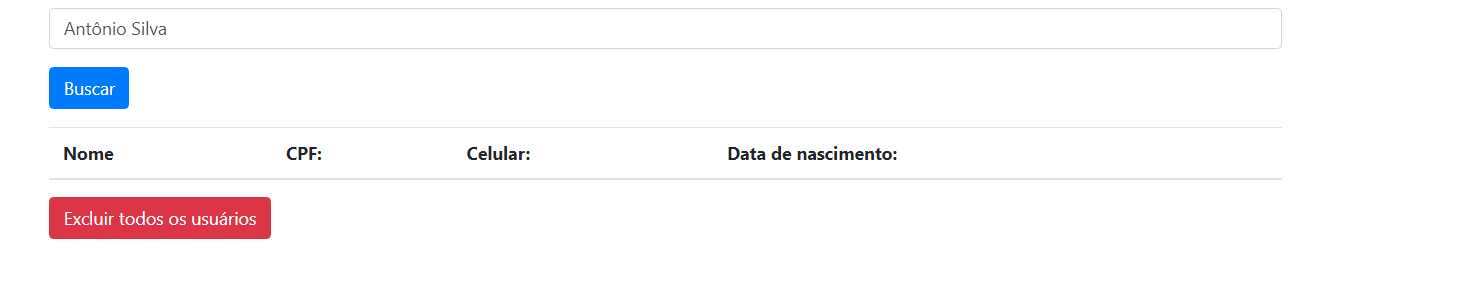 Antônio Silva
Buscar
Nome CPF: Celular: Data de nascimento:
Excluir todos os usuários